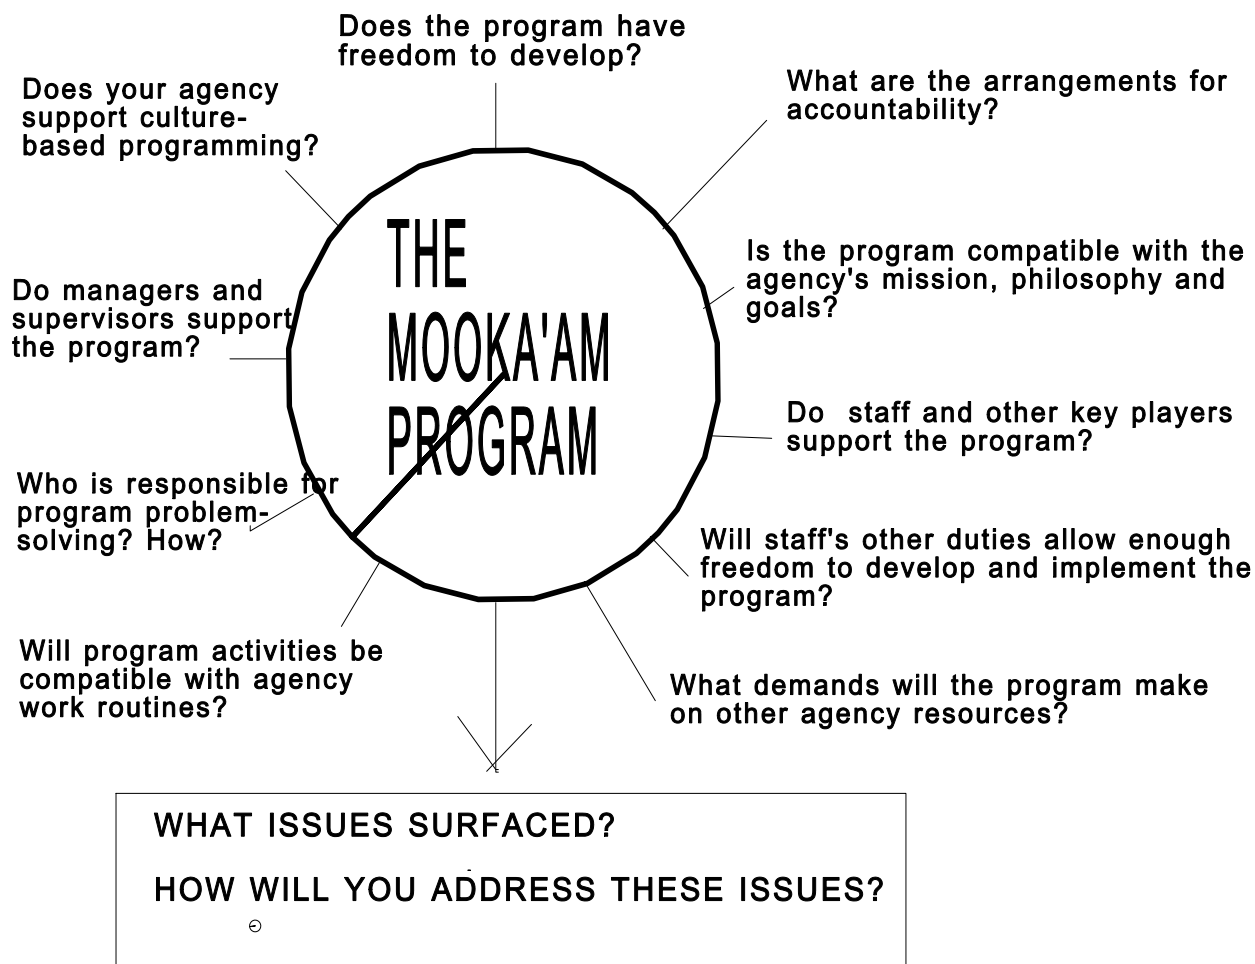 Does the program have
freedom to develop?
What are the arrangements for
accountability?
Does your agency
support culture-
based programming?
THE
MOOKA'AM
PROGRAM
Is the program compatible with the
agency's mission, philosophy and
goals?
Do managers and
supervisors support
the program?
Do  staff and other key players
support the program?
Who is responsible for
program problem-
solving? How?
Will staff's other duties allow enough
freedom to develop and implement the
program?
Will program activities be
compatible with agency
work routines?
What demands will the program make
on other agency resources?
WHAT ISSUES SURFACED?
HOW WILL YOU ADDRESS THESE ISSUES?